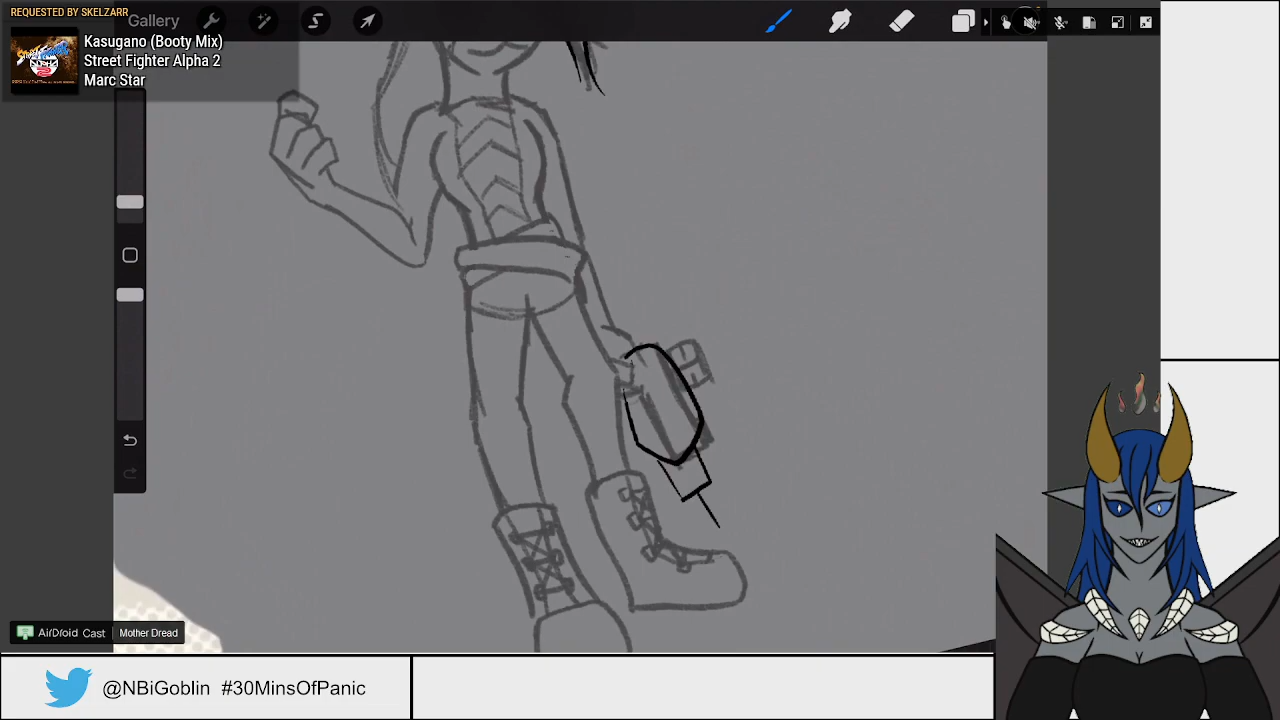 REQUESTED BY SKELZARR
Gallery
Kasugano (Booty Mix)
Street Fighter Alpha 2
Marc Star
AirDroid Cast
Mother Dread
@NBiGoblin #30MinsOfPanic